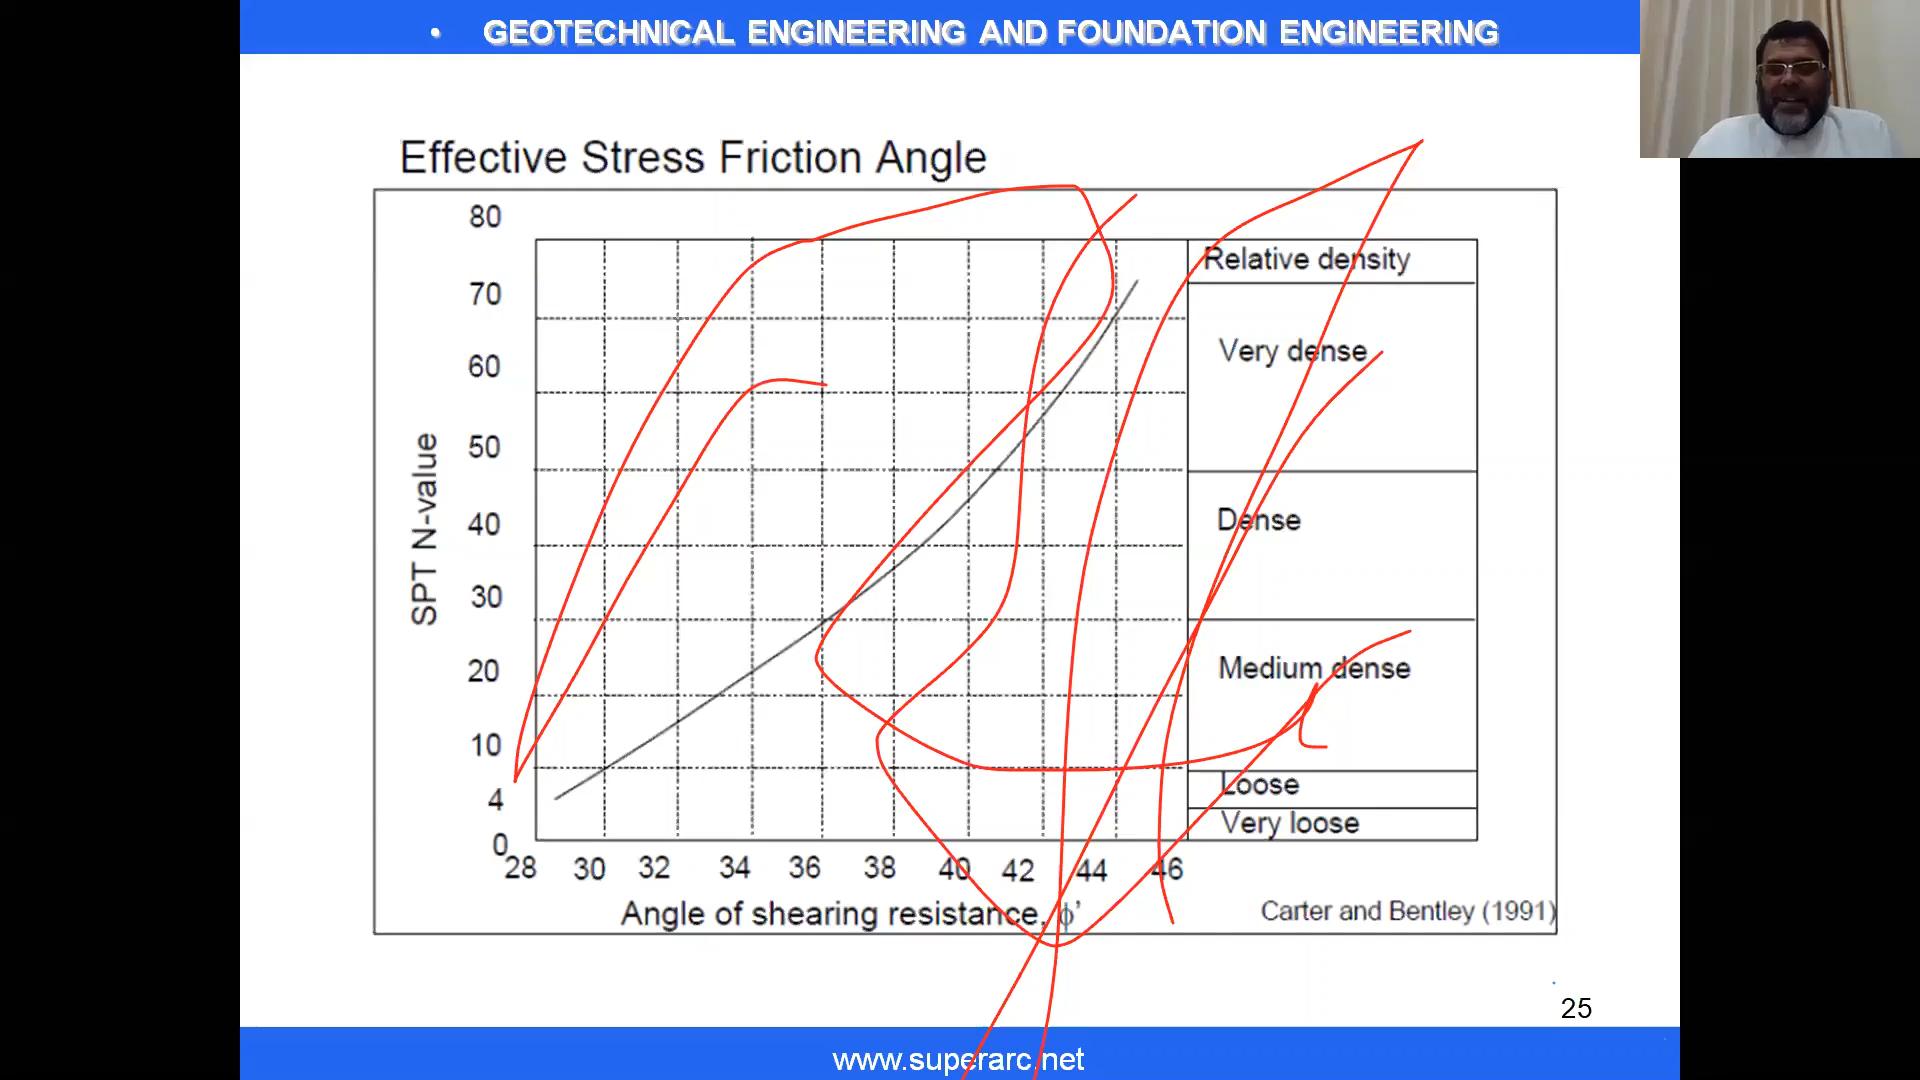 • GEOTECHNICAL ENGINEERING AND FOUNDATION ENGINEERING
Effective Stress Friction Angle
80
70
60
50
40
30
20
10
4
0
SPT N-value
Relative density
Very dense
Dense
Medium dense
Loose
Very loose
28 30 32 34 36 38 40 42 44 46
Angle of shearing resistance, ϕ'
Carter and Bentley (1991)
25
www.superarc.net